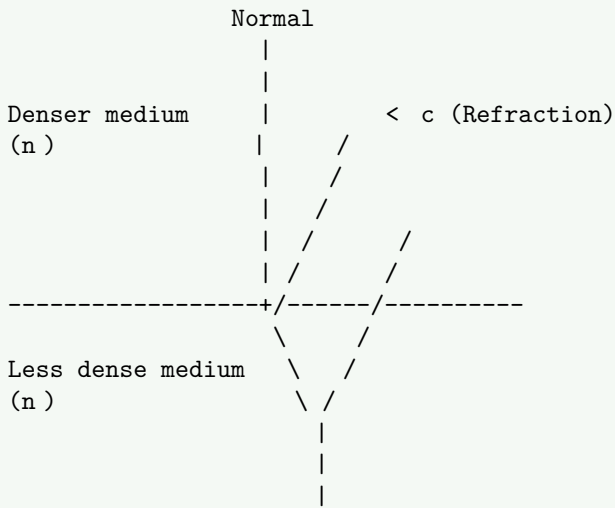 Normal
Denser medium
< c (Refraction)
(n )
Less dense medium
(n )